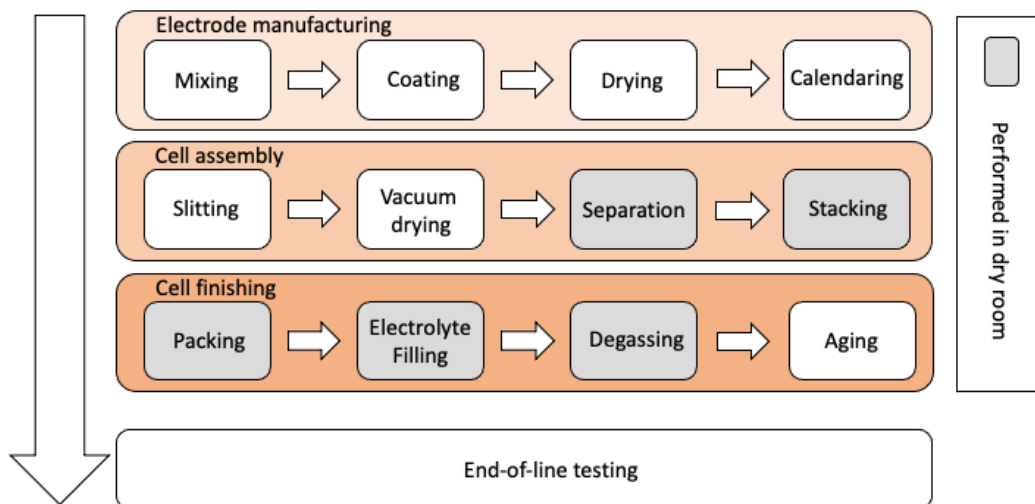 Electrode manufacturing
Mixing
Coating
Drying
Calendaring
Cell assembly
Slitting
Vacuum
drying
Separation
Stacking
Cell finishing
Packing
Electrolyte
Filling
Degassing
Aging
End-of-line testing
Performed in dry room